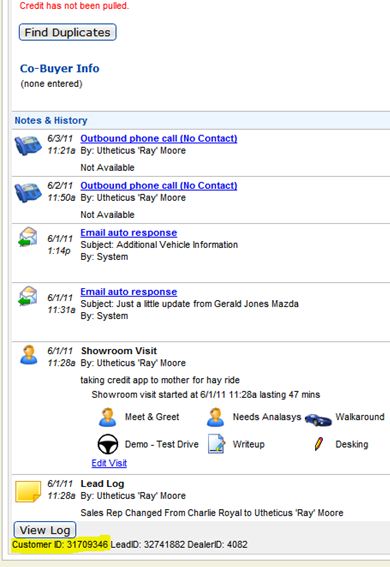 Credit has not been pulled.
Find Duplicates
Co-Buyer Info
(none entered)
Notes & History
6/3/11 Outbound phone call (No Contact)
11:21a By: Utheticus 'Ray' Moore
Not Available
6/2/11 Outbound phone call (No Contact)
11:50a By: Utheticus 'Ray' Moore
Not Available
6/1/11 Email auto response
1:14p Subject: Additional Vehicle Information
By: System
6/1/11 Email auto response
11:31a Subject: Just a little update from Gerald Jones Mazda
By: System
6/1/11 Showroom Visit
11:28a By: Utheticus 'Ray' Moore
taking credit app to mother for hay ride
Showroom visit started at 6/1/11 11:28a lasting 47 mins
Meet & Greet Needs Analasys Walkaround
Demo - Test Drive Writeup Desking
Edit Visit
6/1/11 Lead Log
11:28a By: Utheticus 'Ray' Moore
Sales Rep Changed From Charlie Royal to Utheticus 'Ray' Moore
View Log
Customer ID: 31709346 LeadID: 32741882 DealerID: 4082